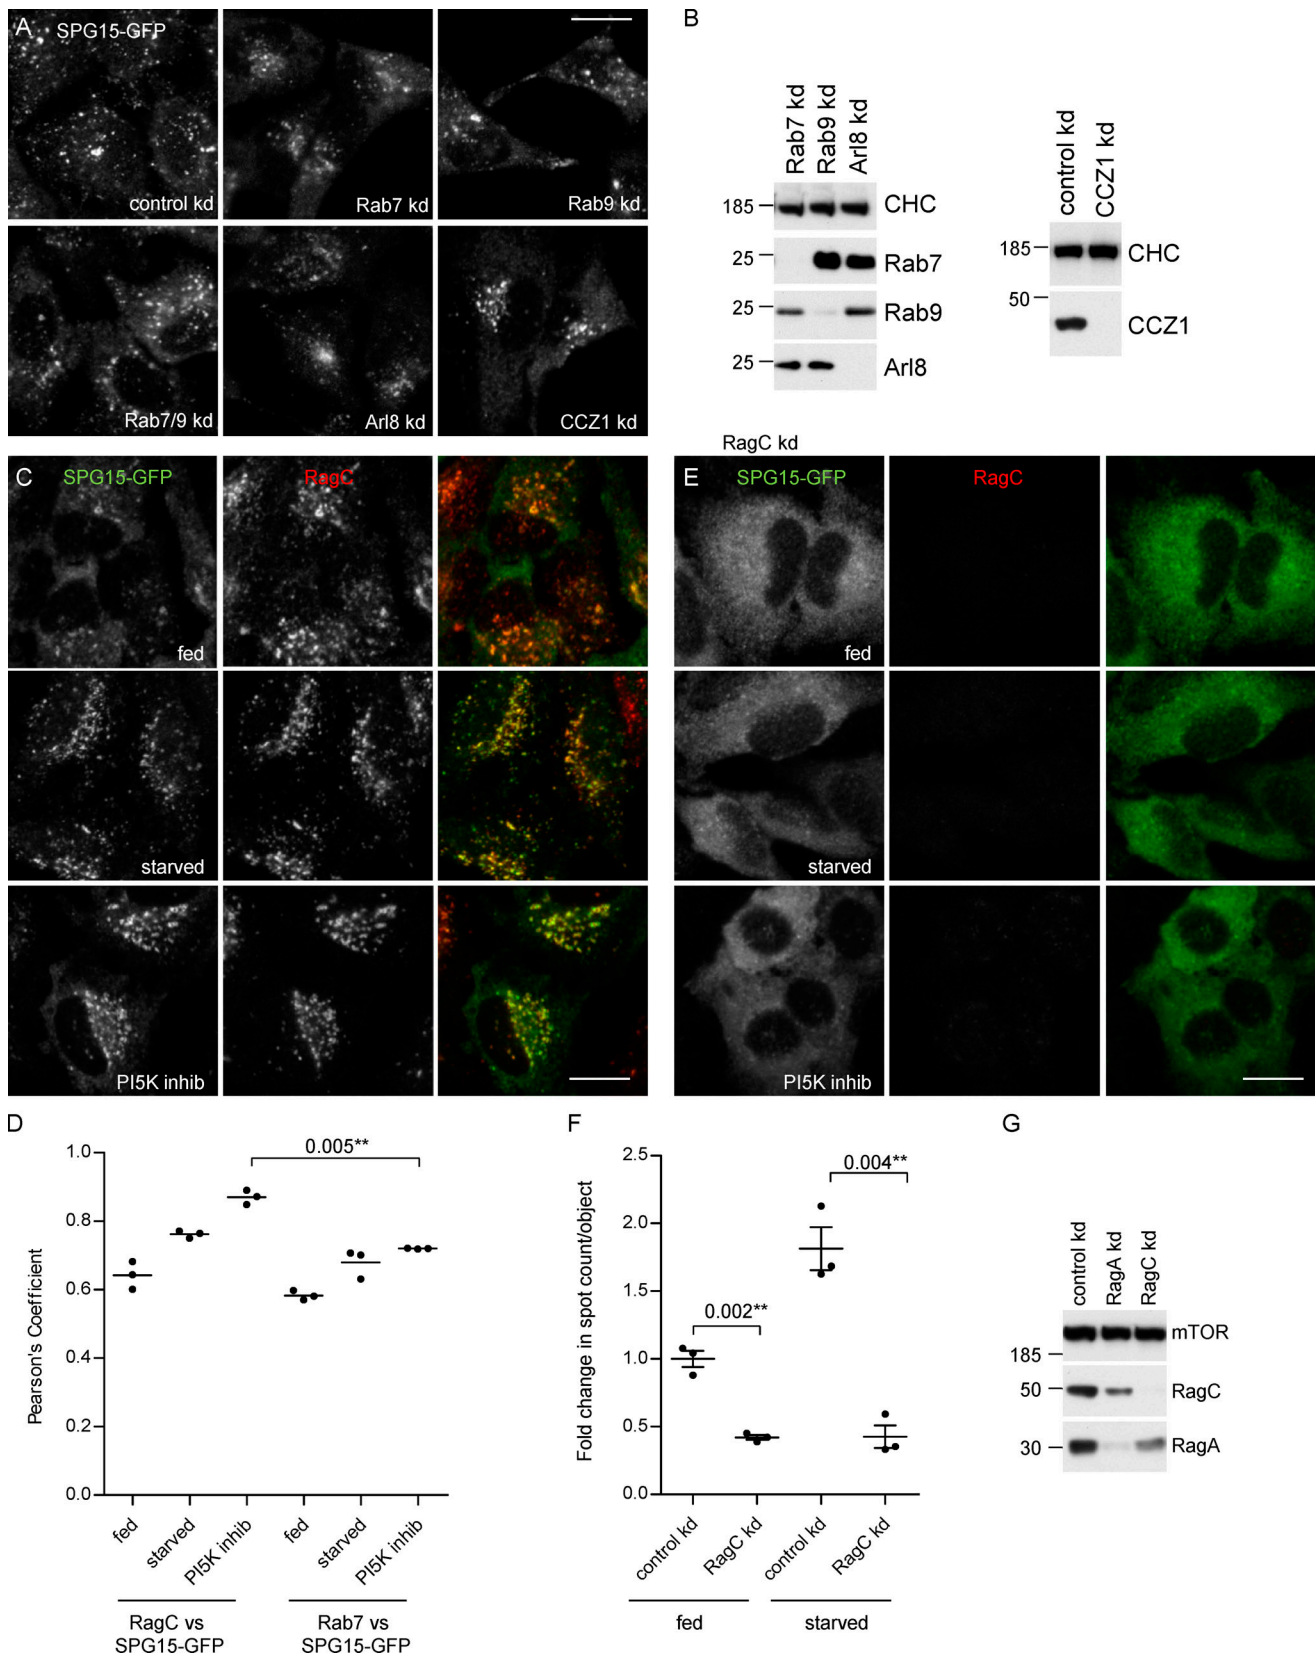 A
SPG15-GFP
control kd
Rab7 kd
Rab9 kd
Rab7/9 kd
Arl8 kd
CCZ1 kd
B
Rab7 kd
Rab9 kd
Arl8 kd
185
CHC
25
Rab7
25
Rab9
25
Arl8
control kd
CCZ1 kd
185
CHC
50
CCZ1
C
SPG15-GFP
RagC
fed
starved
PI5K inhib
RagC kd
E
SPG15-GFP
RagC
fed
starved
PI5K inhib
D
0.005**
1.0
0.8
0.6
0.4
0.2
0.0
Pearson's Coefficient
fed
starved
PI5K inhib
fed
starved
PI5K inhib
RagC vs
SPG15-GFP
Rab7 vs
SPG15-GFP
F
2.5
2.0
1.5
1.0
0.5
0.0
Fold change in spot count/object
0.002**
0.004**
control kd
RagC kd
control kd
RagC kd
fed
starved
G
control kd
RagA kd
RagC kd
mTOR
185
50
RagC
30
RagA